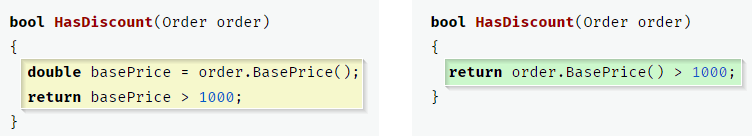 bool HasDiscount(Order order)
{
double basePrice = order.BasePrice();
return basePrice > 1000;
}
bool HasDiscount(Order order)
{
return order.BasePrice() > 1000;
}